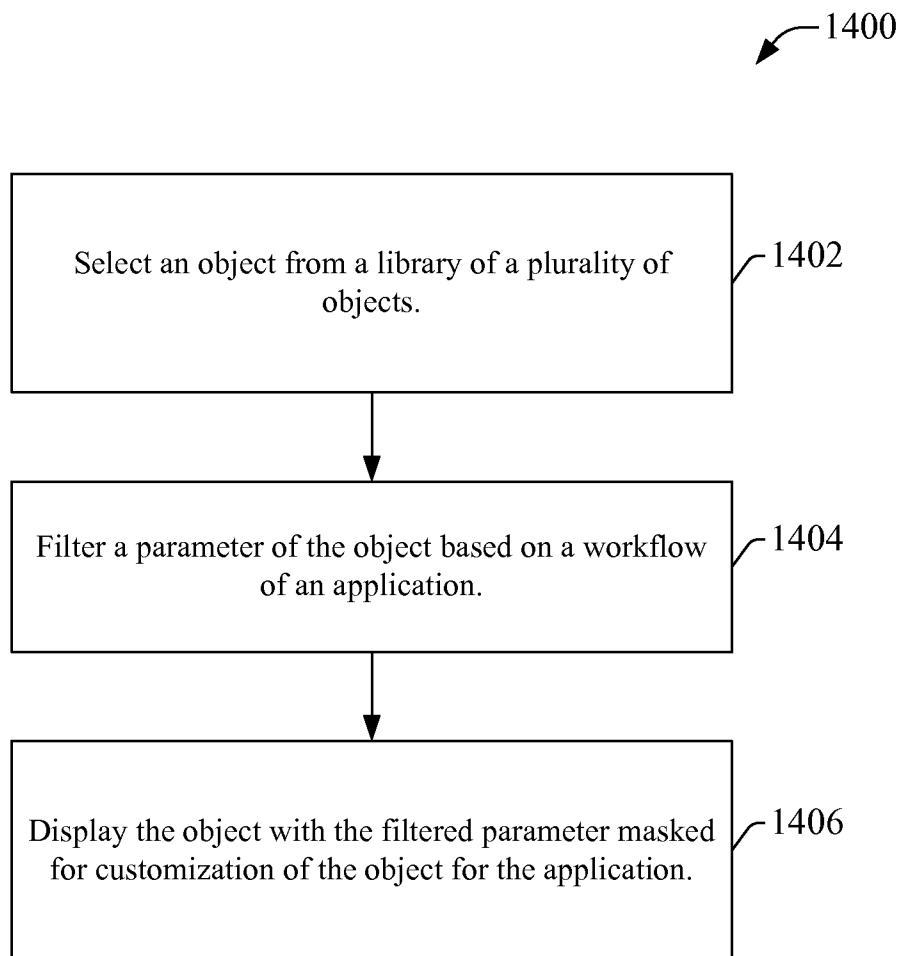 1400
Select an object from a library of a plurality of
objects.
1402
Filter a parameter of the object based on a workflow
of an application.
1404
Display the object with the filtered parameter masked
for customization of the object for the application.
1406